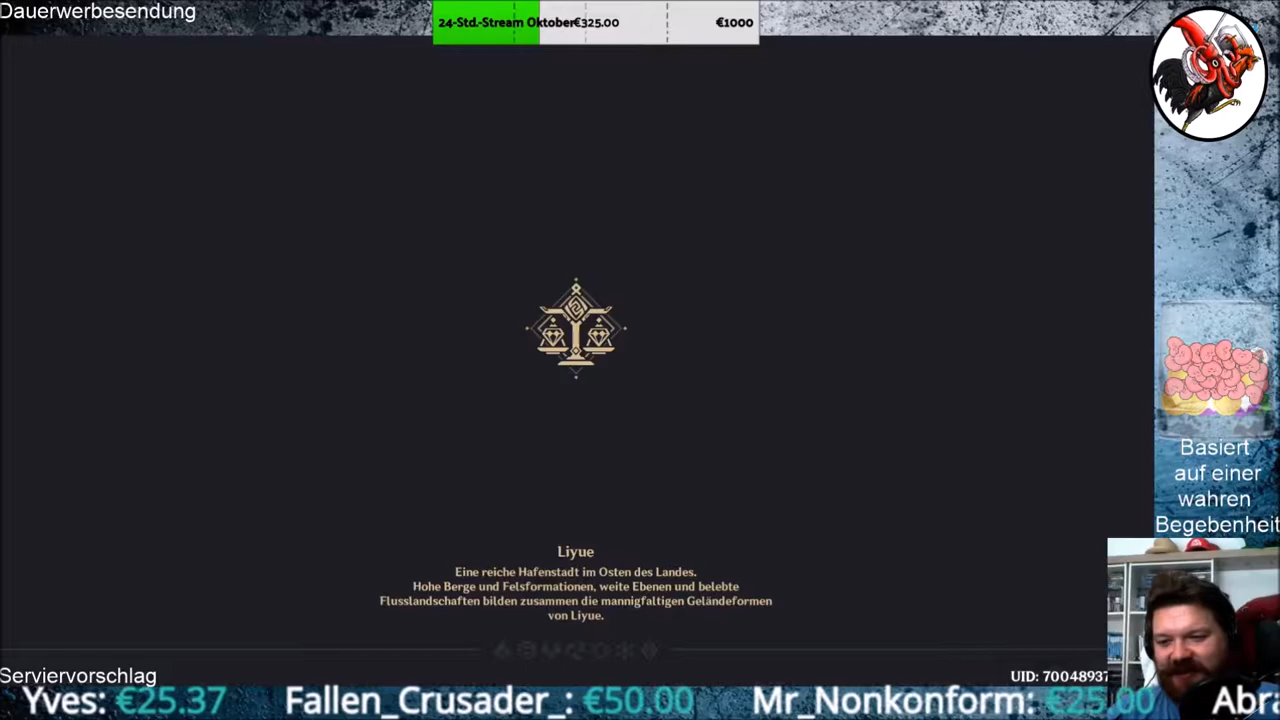 Dauerwerbesendung
24-Std.-Stream Oktober€325.00 €1000
Basiert
auf einer
wahren
Begebenheit
Liyue
Eine reiche Hafenstadt im Osten des Landes.
Hohe Berge und Felsformationen, weite Ebenen und belebte
Flusslandschaften bilden zusammen die mannigfaltigen Geländeformen
von Liyue.
Serviervorschlag
UID: 70048937
Yves: €25.37 Fallen_Crusader_: €50.00 Mr_Nonkonform: €25.00 Abra